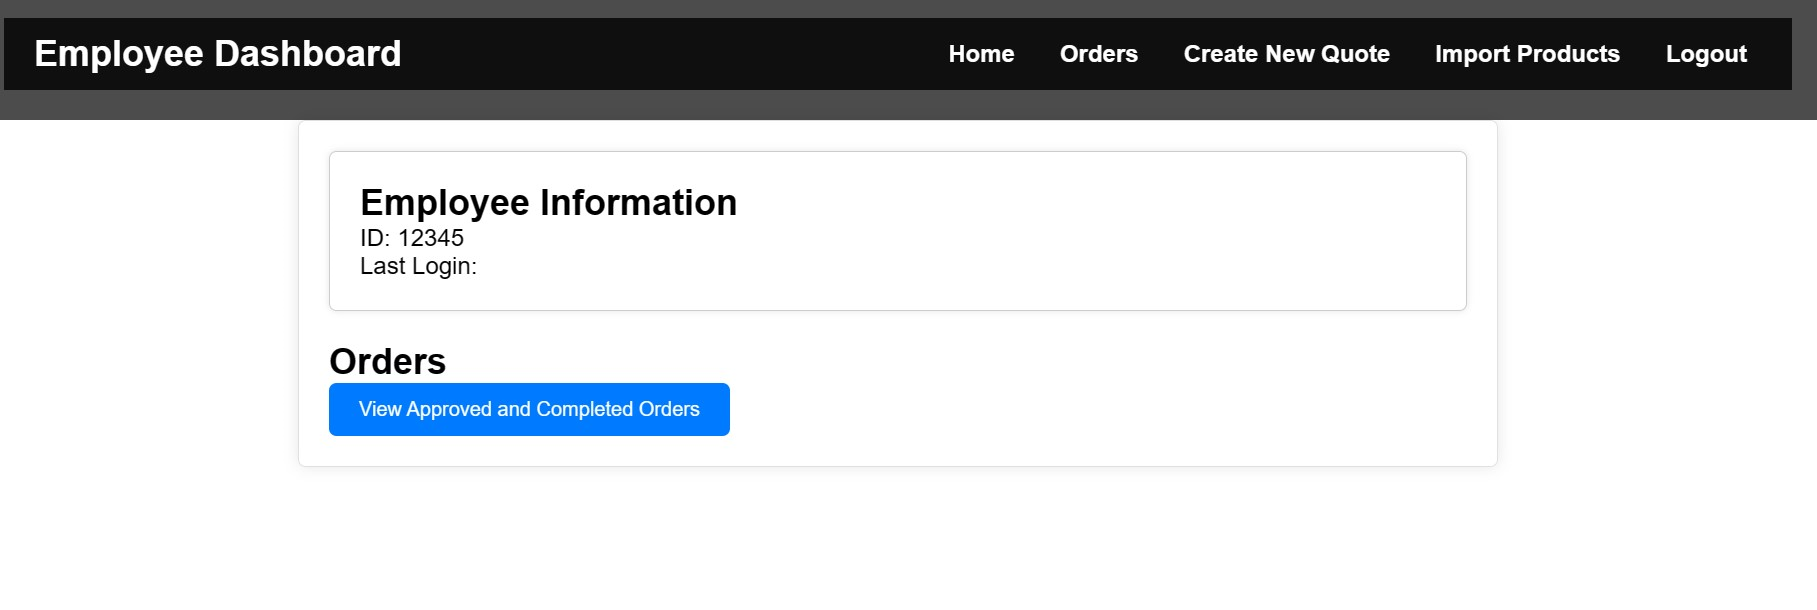 Employee Dashboard
Home Orders Create New Quote Import Products Logout
Employee Information
ID: 12345
Last Login:
Orders
View Approved and Completed Orders